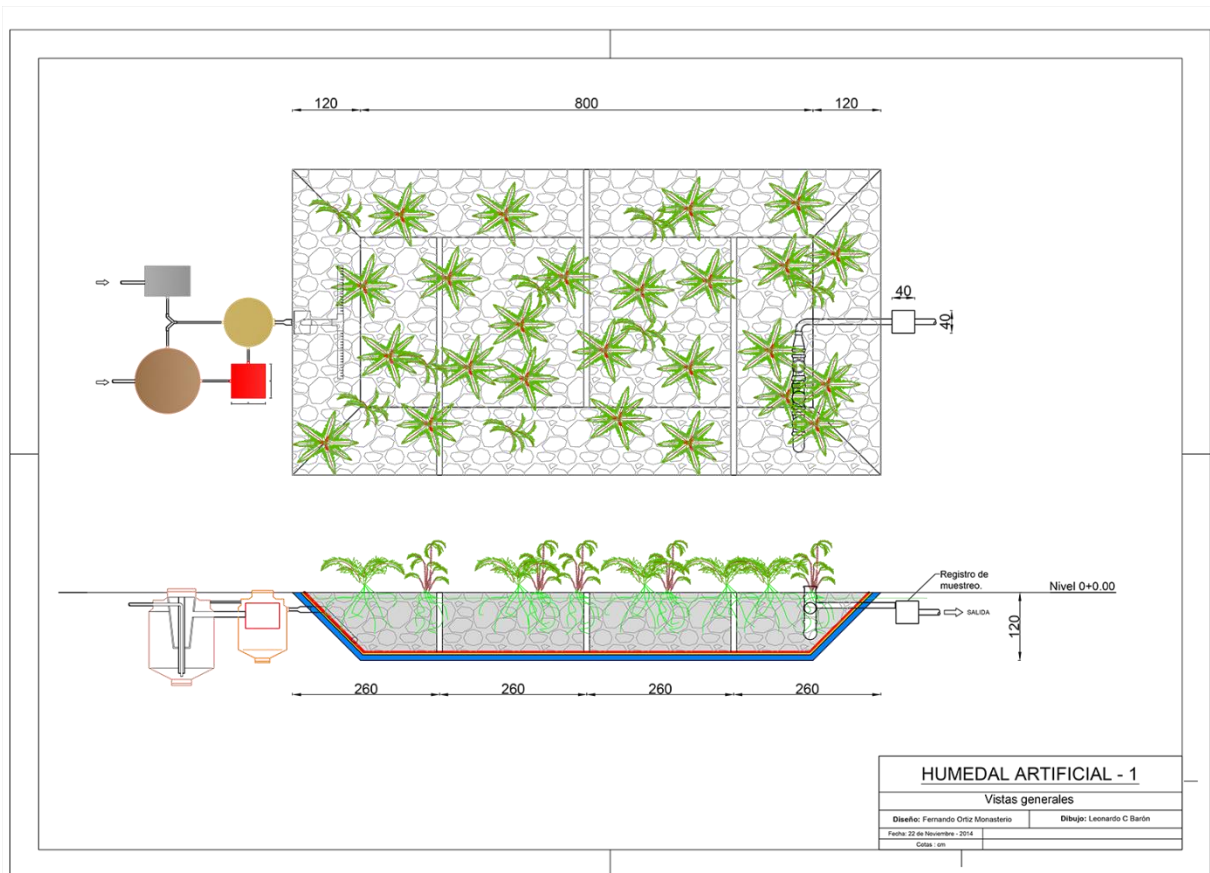 120 800 120
40
40
Registro de
muestreo.
Nivel 0+0.00
SALIDA
120
260 260 260 260
HUMEDAL ARTIFICIAL - 1
Vistas generales
Diseño: Fernando Ortiz Monasterio Dibujo: Leonardo C Barón
Fecha: 22 de Noviembre - 2014
Cotas : cm